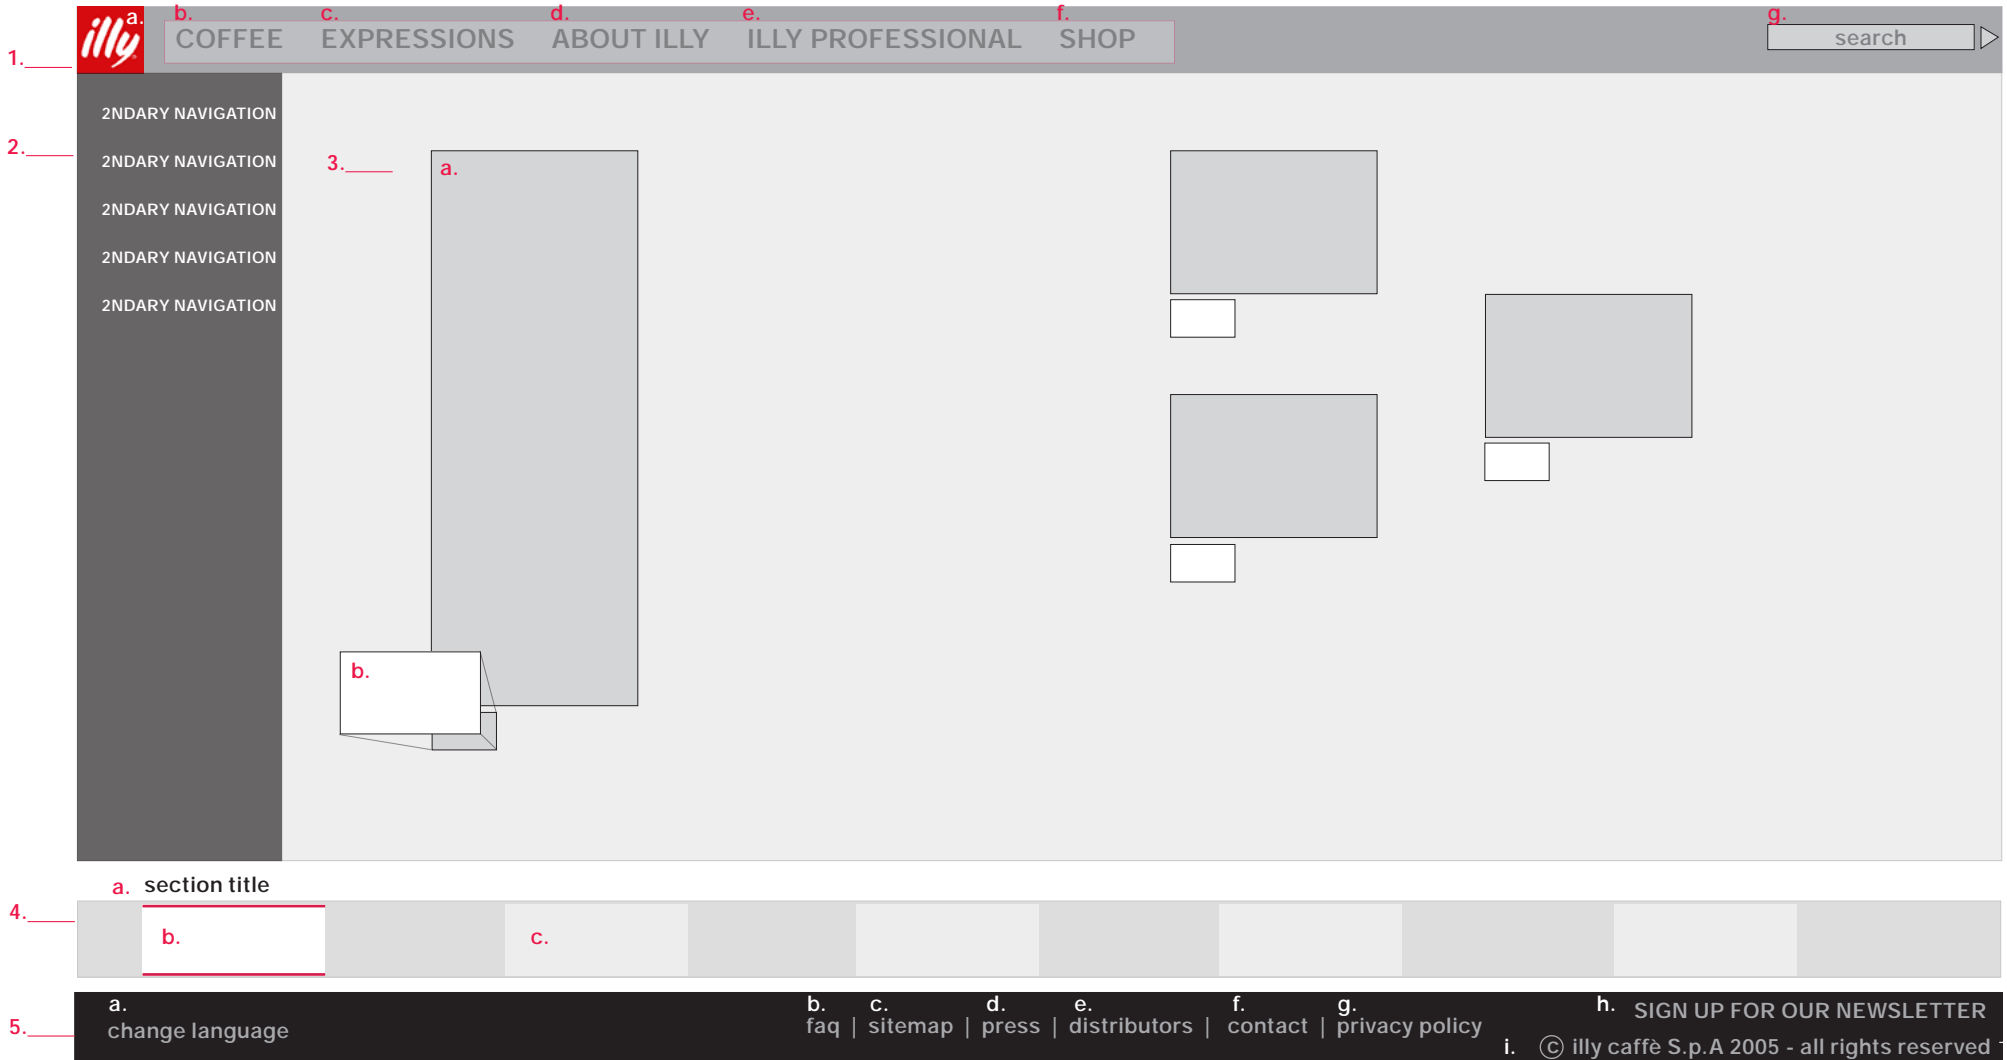 a. b. c. d. e. f. g.
illy COFFEE EXPRESSIONS ABOUT ILLY ILLY PROFESSIONAL SHOP search
1.
2NDARY NAVIGATION
2.
2NDARY NAVIGATION
3. a.
2NDARY NAVIGATION
2NDARY NAVIGATION
2NDARY NAVIGATION
b.
a. section title
4.
b. c.
a. b. c. d. e. f. g. h. SIGN UP FOR OUR NEWSLETTER
5. change language faq | sitemap | press | distributors | contact | privacy policy
i. © illy caffè S.p.A 2005 - all rights reserved